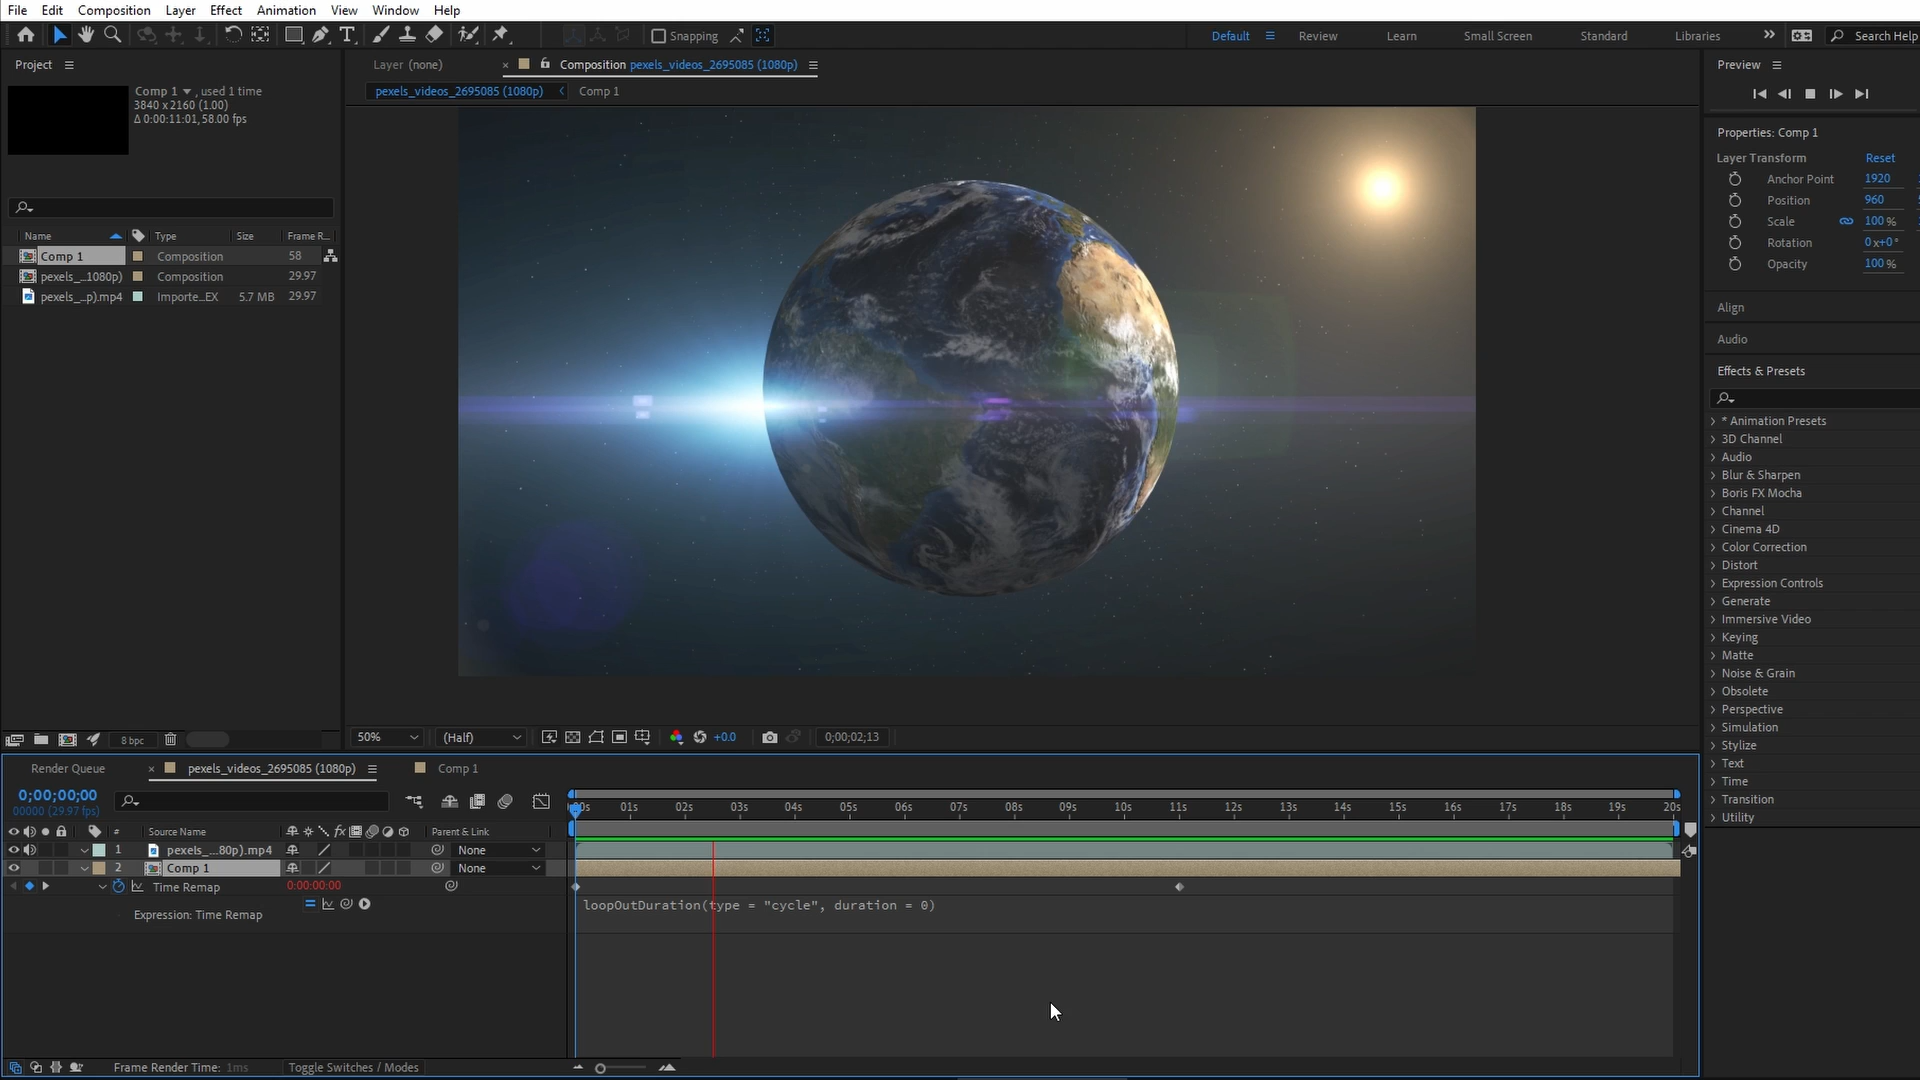 File Edit Composition Layer Effect Animation View Window Help
Snapping Default Review Learn Small Screen Standard Libraries Search Help
Project
Comp 1 , used 1 time
3840 x 2160 (1.00)
Δ 0:00:11:01, 58.00 fps
Name Type Size Frame R...
Comp 1 Composition 58
pexels_...1080p) Composition 29.97
pexels_...p).mp4 Importe...EX 5.7 MB 29.97
8 bpc
Layer (none) Composition pexels_videos_2695085 (1080p)
pexels_videos_2695085 (1080p) Comp 1
50% (Half) +0.0 0;00;02;13
Preview
Properties: Comp 1
Layer Transform Reset
Anchor Point 1920
Position 960
Scale 100 %
Rotation 0 x+0 °
Opacity 100 %
Align
Audio
Effects & Presets
* Animation Presets
3D Channel
Audio
Blur & Sharpen
Boris FX Mocha
Channel
Cinema 4D
Color Correction
Distort
Expression Controls
Generate
Immersive Video
Keying
Matte
Noise & Grain
Obsolete
Perspective
Simulation
Stylize
Text
Time
Transition
Utility
Render Queue pexels_videos_2695085 (1080p) Comp 1
0;00;00;00
00000 (29.97 fps)
01s 02s 03s 04s 05s 06s 07s 08s 09s 10s 11s 12s 13s 14s 15s 16s 17s 18s 19s 20s
# Source Name fx Parent & Link
1 pexels_...80p).mp4 None
2 Comp 1 None
Time Remap 0:00:00:00
Expression: Time Remap
loopOutDuration(type = "cycle", duration = 0)
Frame Render Time: 1ms Toggle Switches / Modes